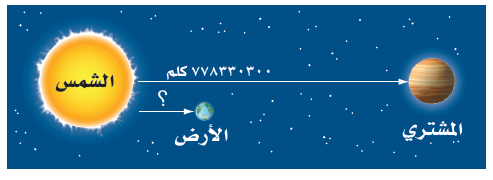 الشمس
٧٧٨٣٣٠٣٠٠ كلم
؟
الأرض
المشتري